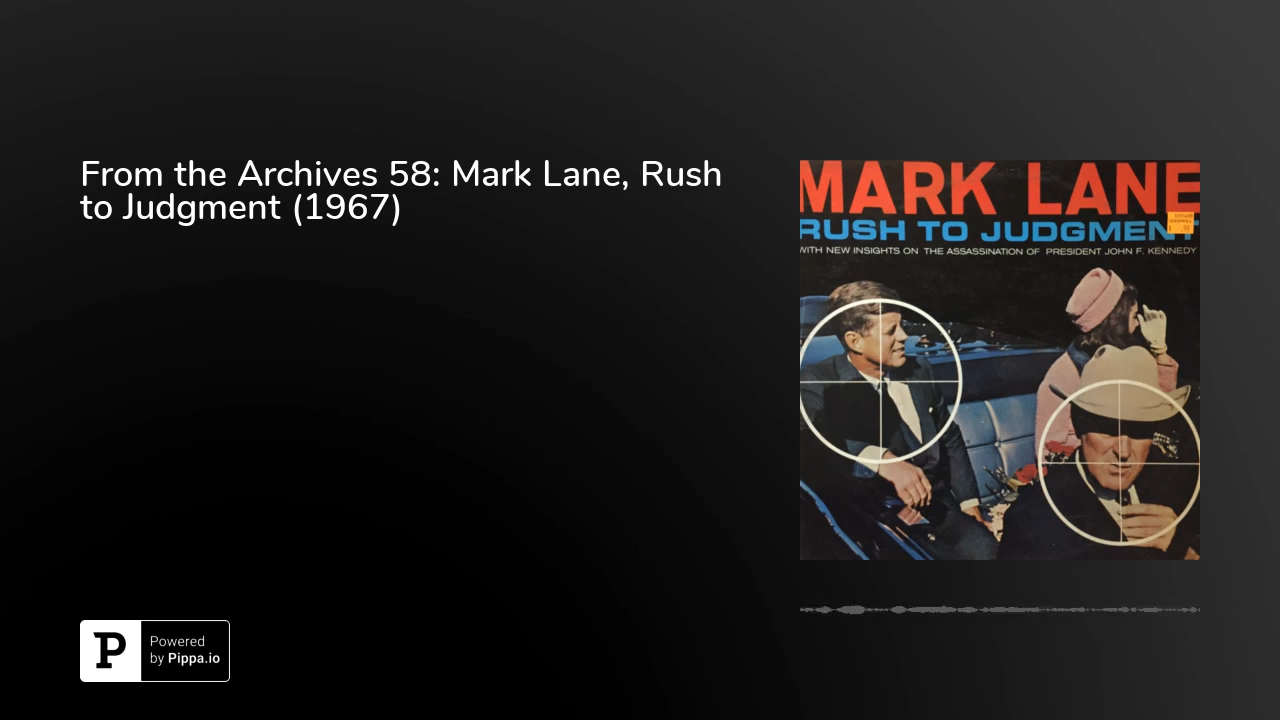 From the Archives 58: Mark Lane, Rush
to Judgment (1967)
MARK LANE
RUSH TO JUDGMENT
WITH NEW INSIGHTS ON THE ASSASSINATION OF PRESIDENT JOHN F. KENNEDY
P
Powered
by Pippa.io